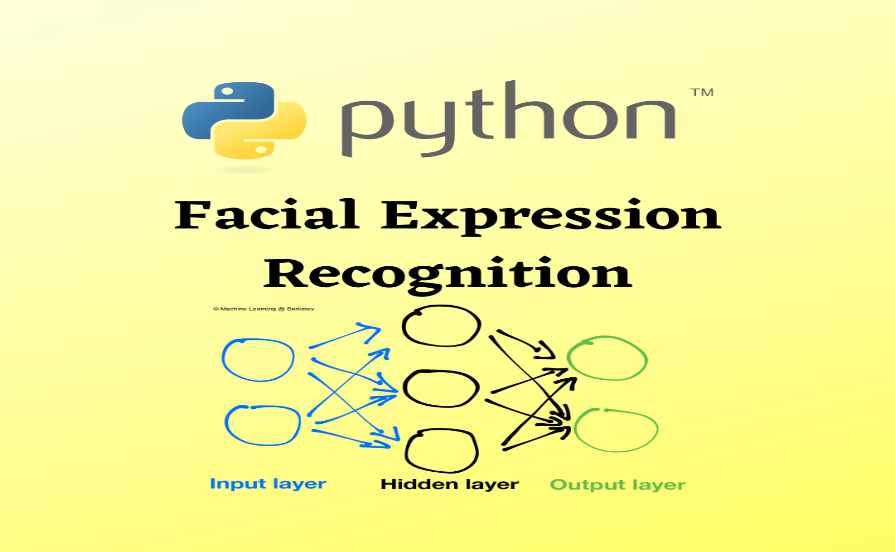 python™
Facial Expression
Recognition
© Machine Learning @ Berkeley
Input layer Hidden layer Output layer